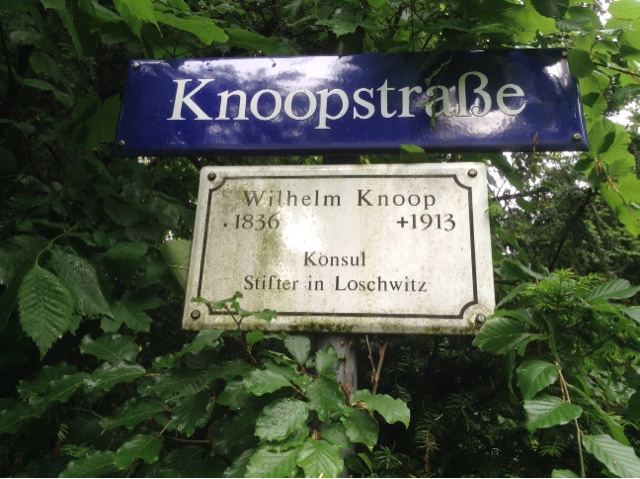 Knoopstraße
Wilhelm Knoop
. 1836 +1913
Konsul
Stifter in Loschwitz